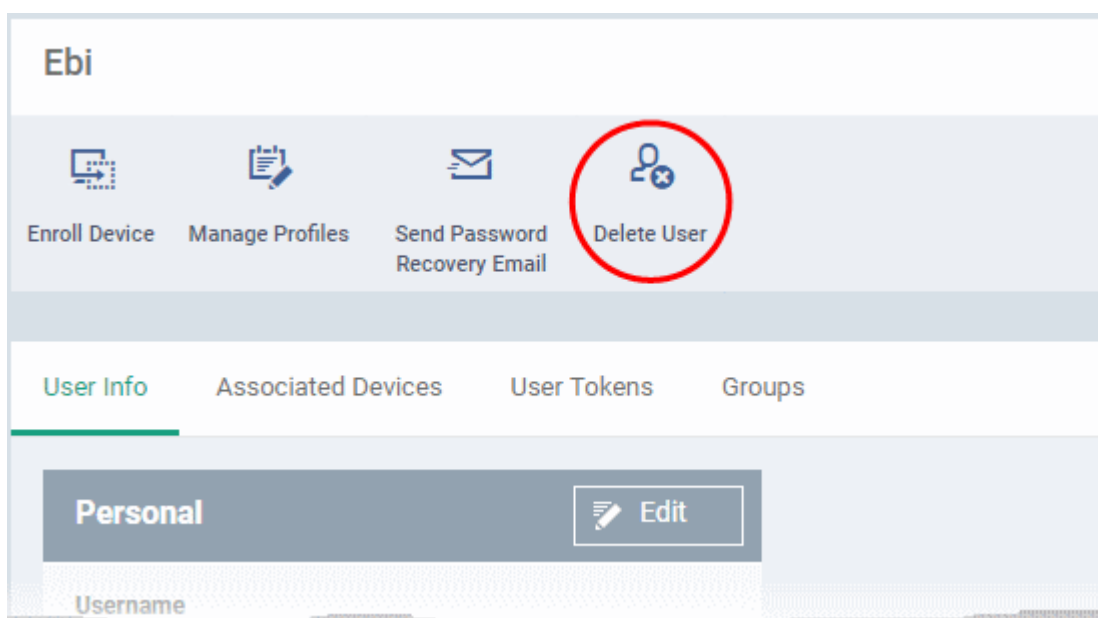 Ebi
Enroll Device
Manage Profiles
Send Password
Recovery Email
Delete User
User Info
Associated Devices
User Tokens
Groups
Personal
Edit
Username